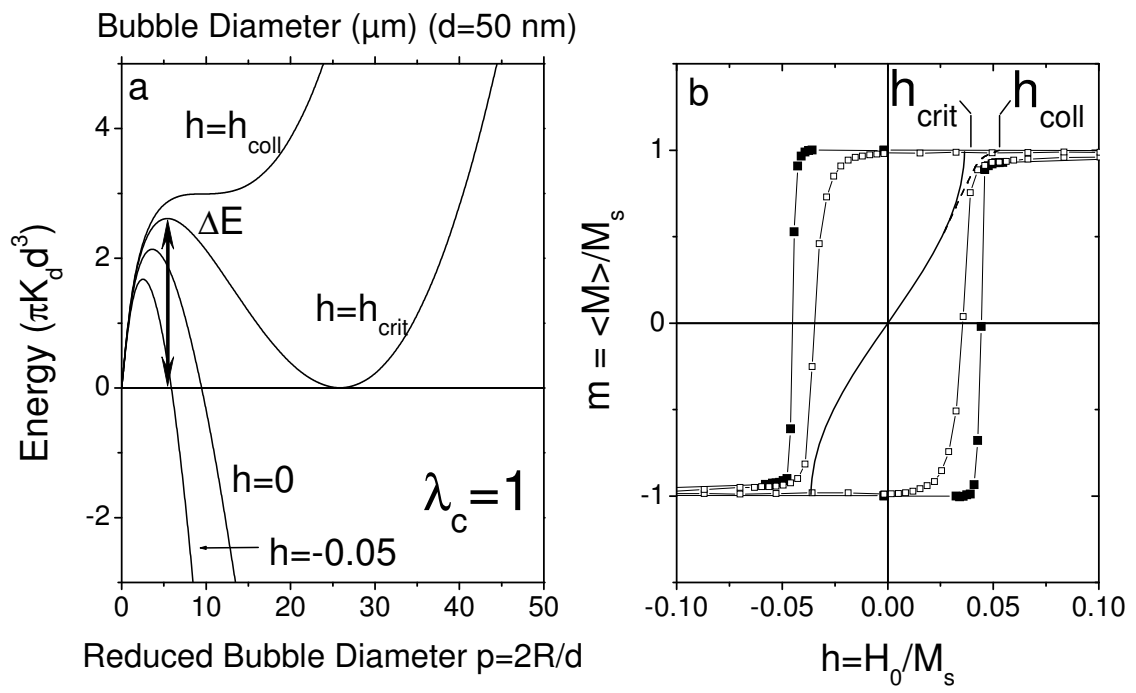 Bubble Diameter (μm) (d=50 nm)
a
h=h_coll
ΔE
h=h_crit
h=0
h=-0.05
λ_c=1
Energy (πK_d d³)
4
2
0
-2
0 10 20 30 40 50
Reduced Bubble Diameter p=2R/d
b
h_crit h_coll
m = <M>/M_s
1
0
-1
-0.10 -0.05 0.00 0.05 0.10
h=H_0/M_s